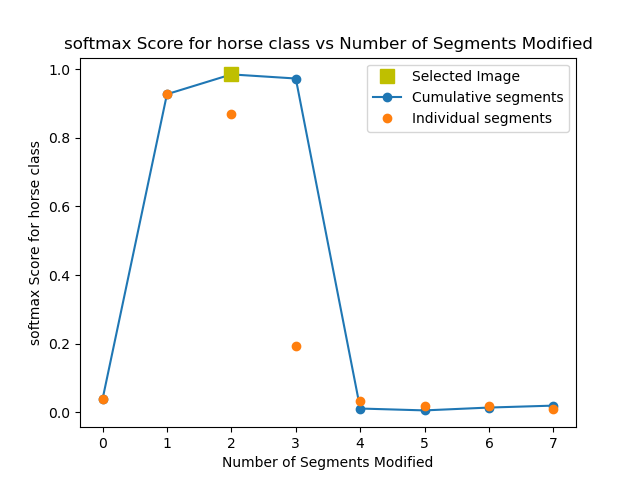 softmax Score for horse class vs Number of Segments Modified
1.0
0.8
0.6
0.4
0.2
0.0
softmax Score for horse class
Selected Image
Cumulative segments
Individual segments
0 1 2 3 4 5 6 7
Number of Segments Modified